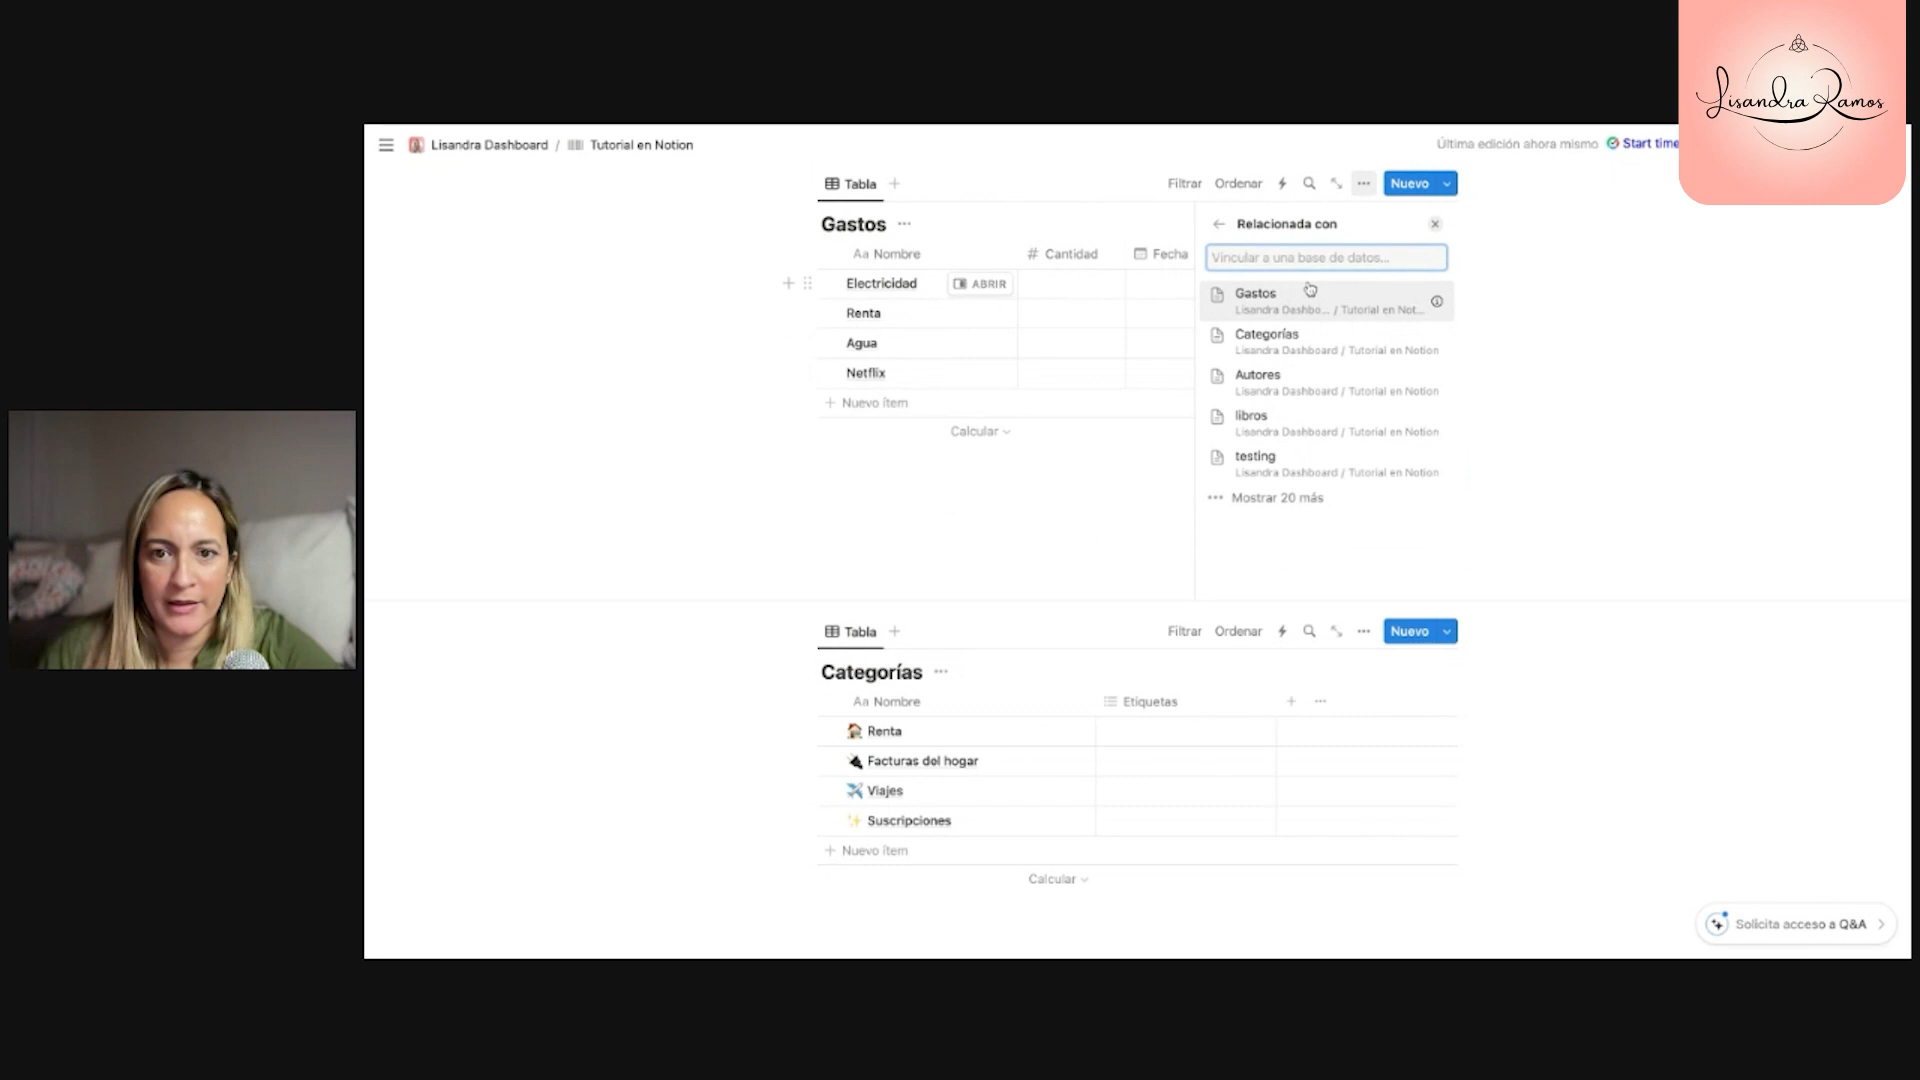 Lisandra Ramos
Lisandra Dashboard / Tutorial en Notion
Última edición ahora mismo Start time
Tabla
Filtrar Ordenar Nuevo
Gastos
Aa Nombre # Cantidad Fecha
Electricidad ABRIR
Renta
Agua
Netflix
+ Nuevo ítem
Calcular
Relacionada con
Vincular a una base de datos...
Gastos
Lisandra Dashbo... / Tutorial en Not...
Categorías
Lisandra Dashboard / Tutorial en Notion
Autores
Lisandra Dashboard / Tutorial en Notion
libros
Lisandra Dashboard / Tutorial en Notion
testing
Lisandra Dashboard / Tutorial en Notion
••• Mostrar 20 más
Tabla
Filtrar Ordenar Nuevo
Categorías
Aa Nombre Etiquetas
Renta
Facturas del hogar
Viajes
Suscripciones
+ Nuevo ítem
Calcular
Solicita acceso a Q&A